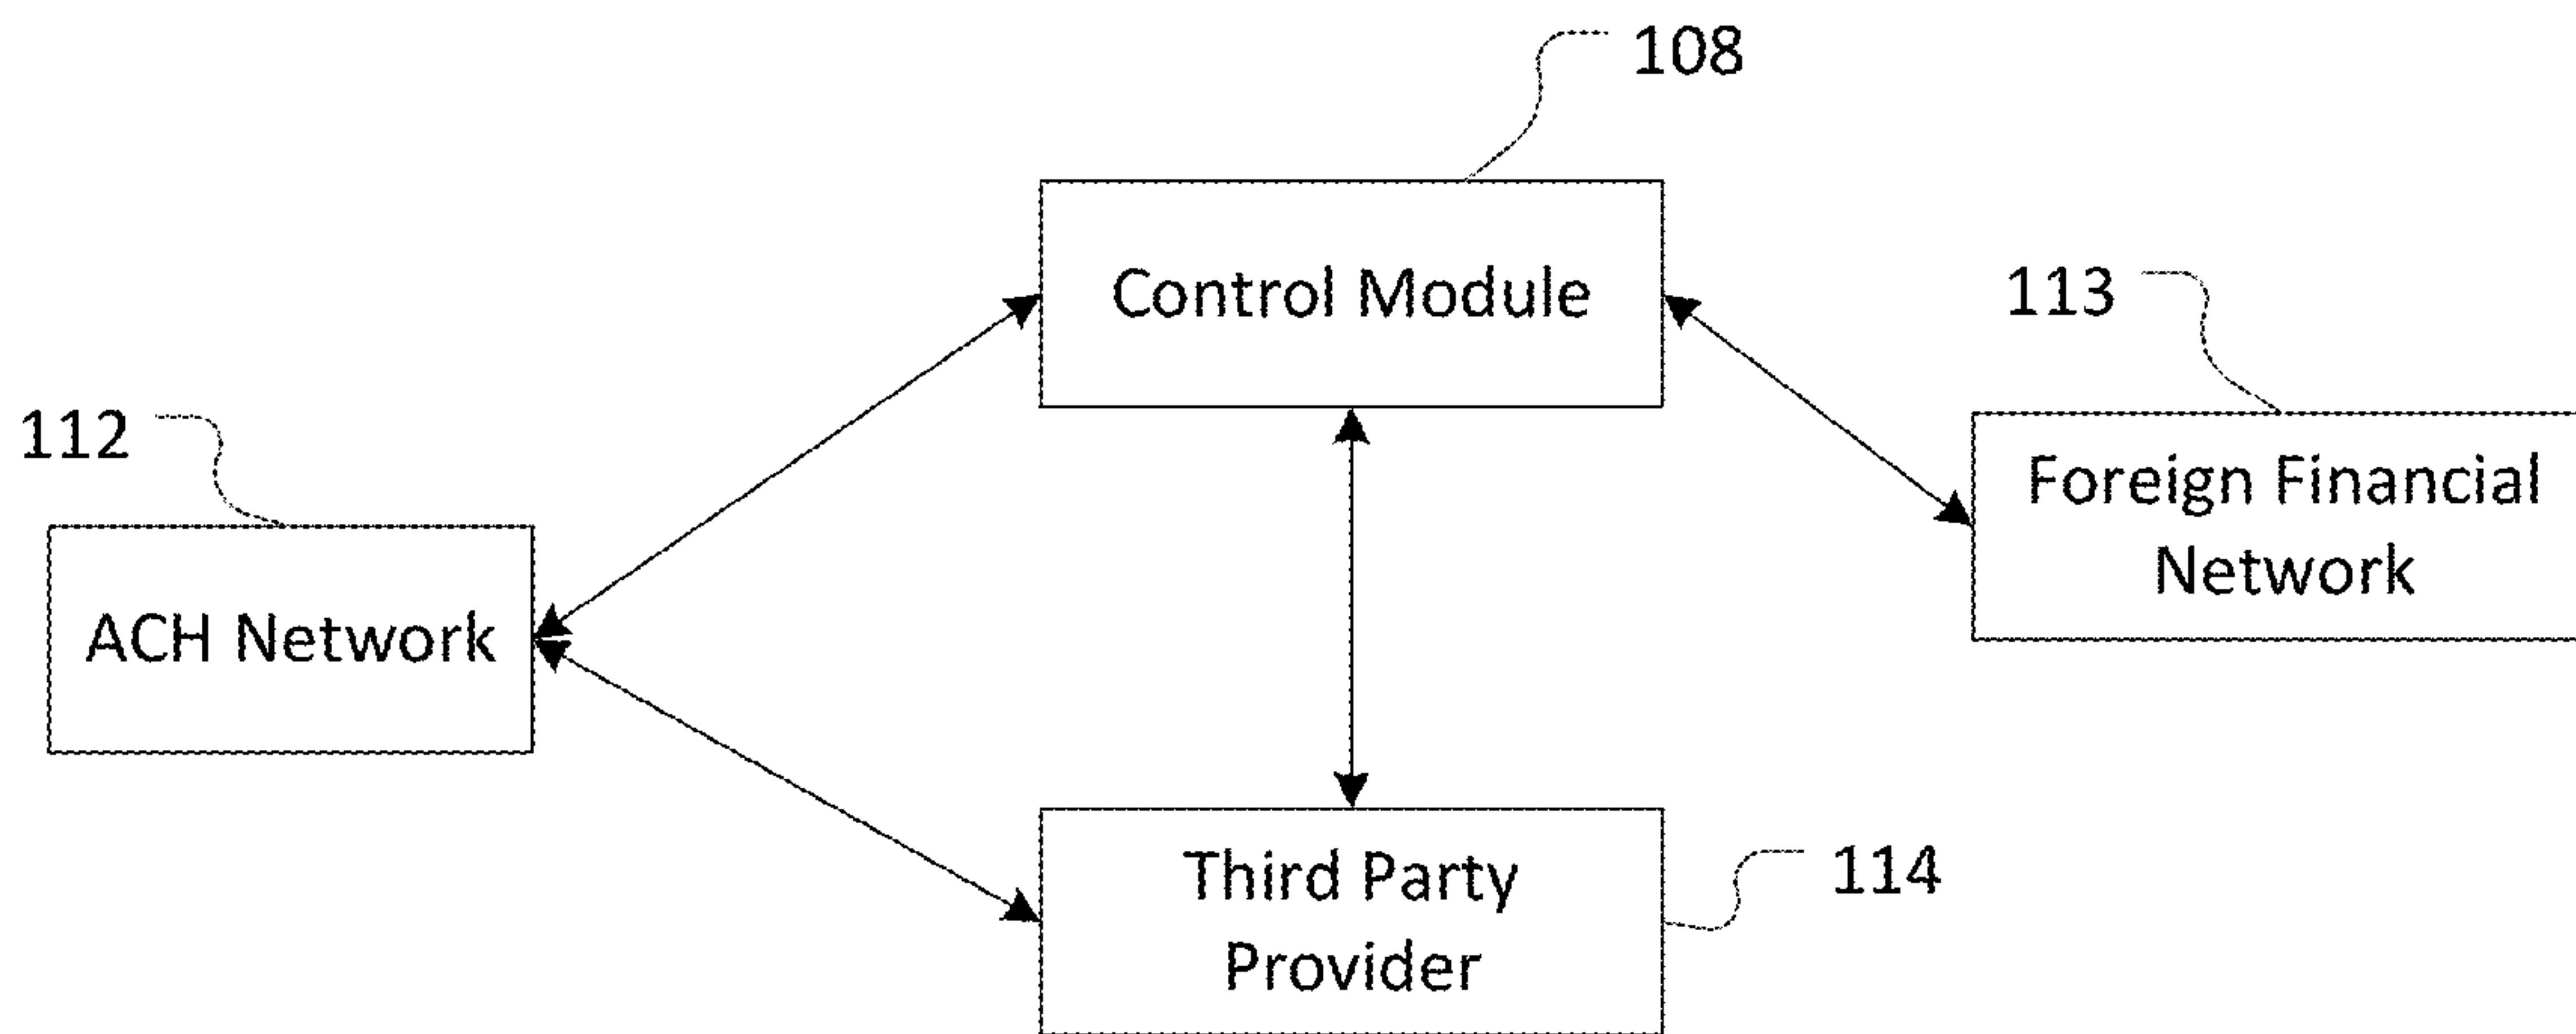 108
Control Module
113
Foreign Financial
Network
112
ACH Network
Third Party
Provider
114